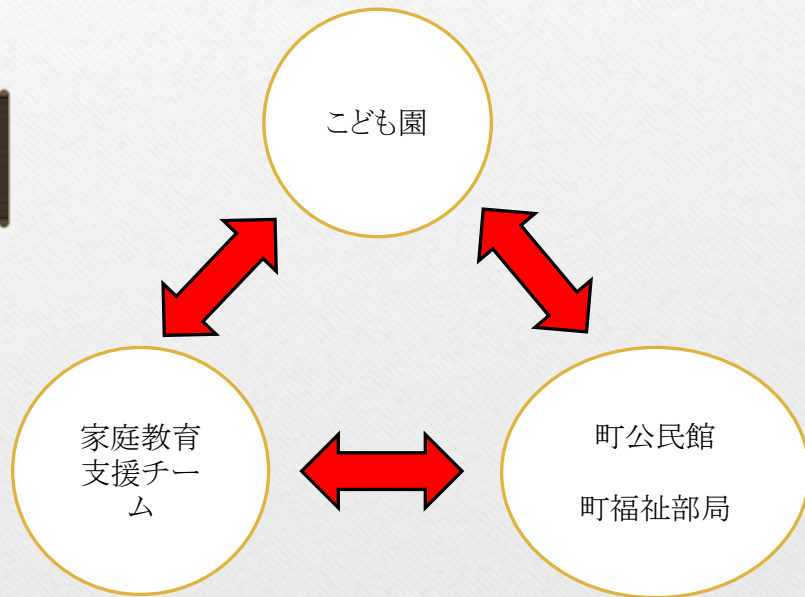 こども園
家庭教育
支援チー
ム
町公民館
町福祉部局